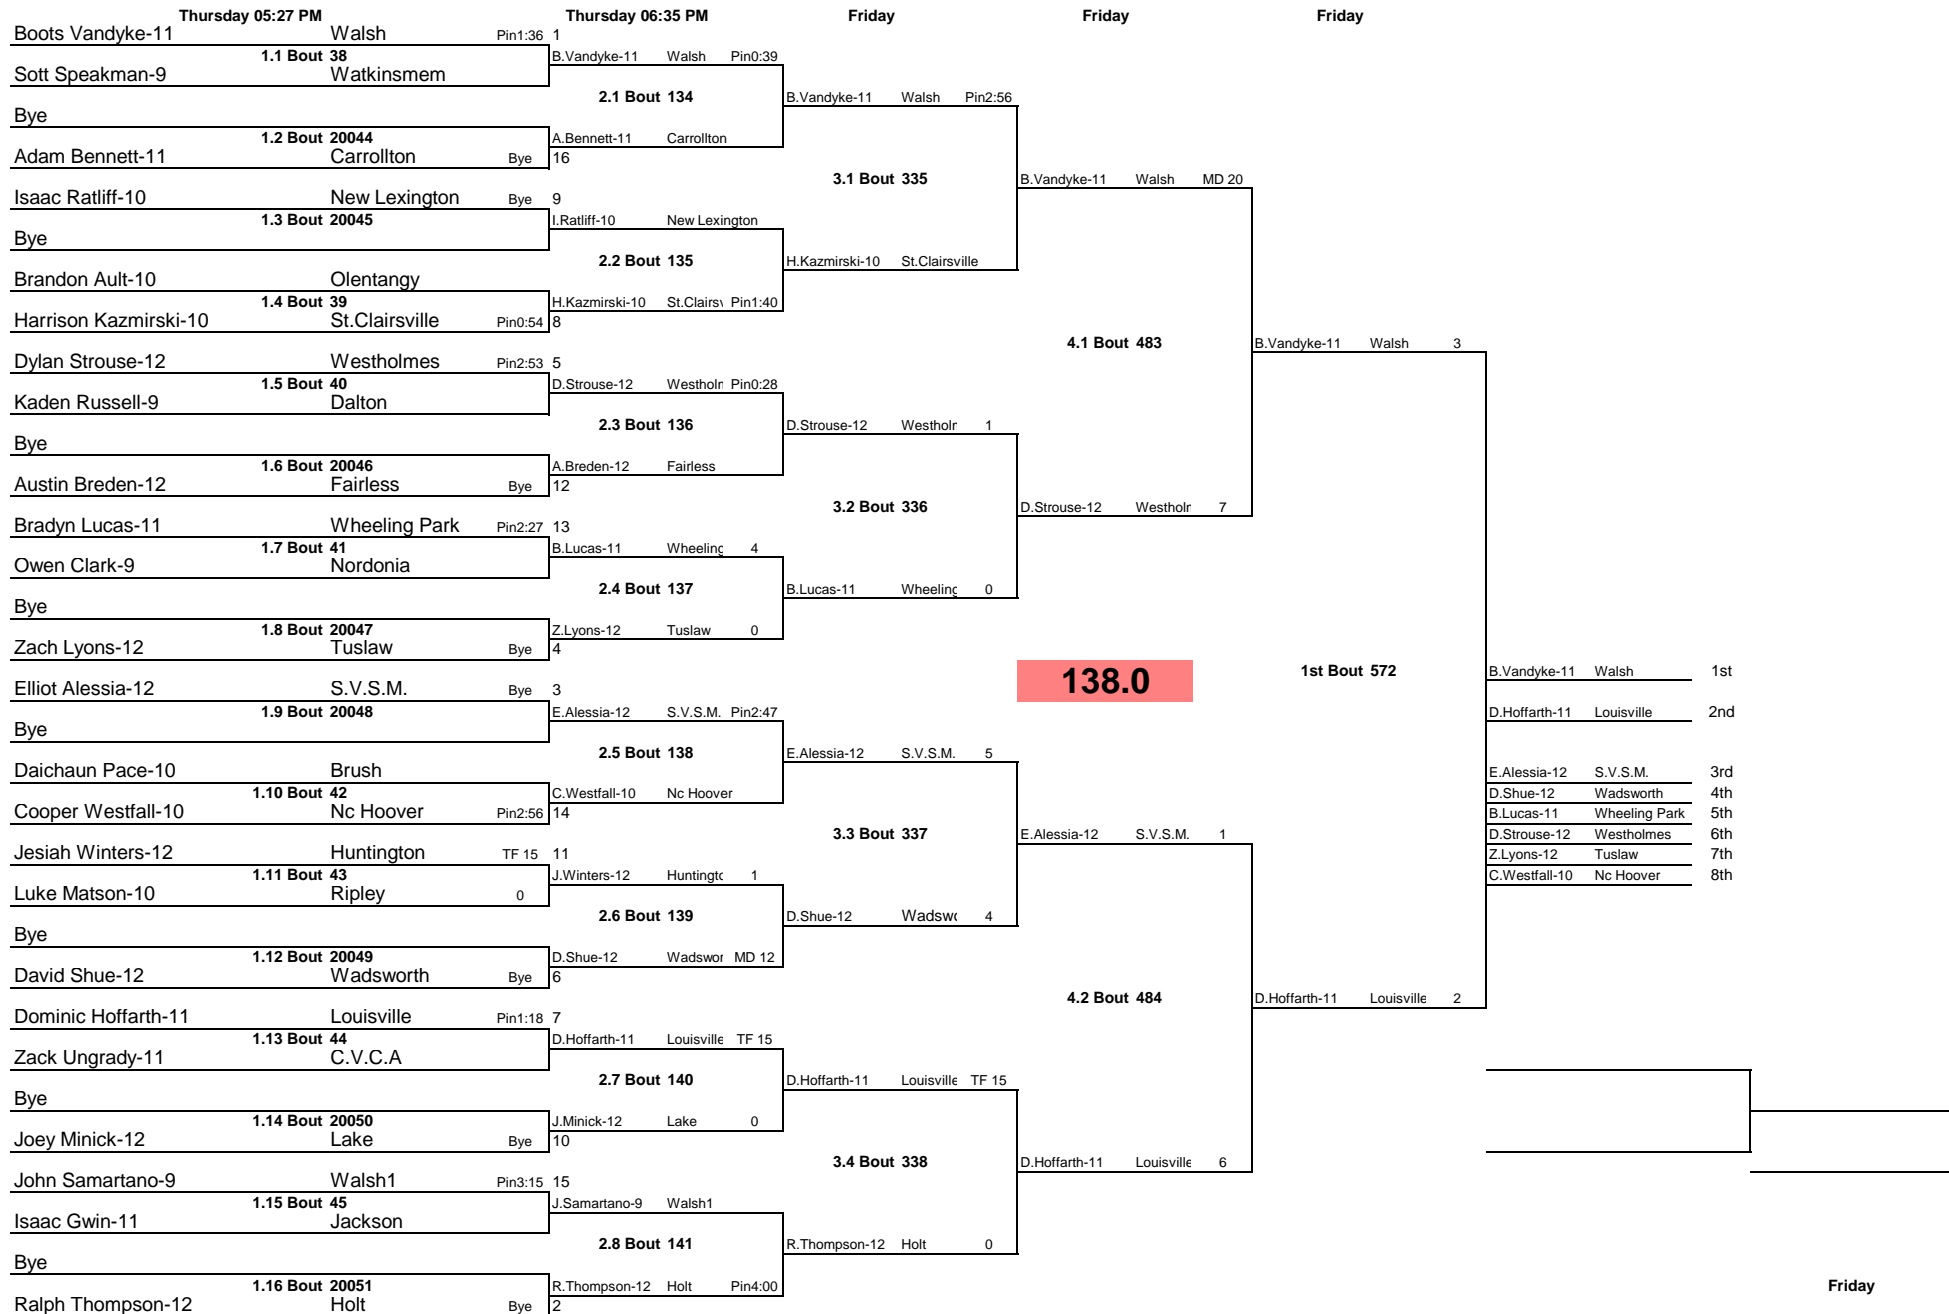 Thursday 05:27 PM Thursday 06:35 PM Friday Friday Friday
Boots Vandyke-11 Walsh Pin1:36 1
1.1 Bout 38 B.Vandyke-11 Walsh Pin0:39
Sott Speakman-9 Watkinsmem
2.1 Bout 134 B.Vandyke-11 Walsh Pin2:56
Bye
1.2 Bout 20044 A.Bennett-11 Carrollton
Adam Bennett-11 Carrollton Bye 16
3.1 Bout 335 B.Vandyke-11 Walsh MD 20
Isaac Ratliff-10 New Lexington Bye 9
1.3 Bout 20045 I.Ratliff-10 New Lexington
Bye
2.2 Bout 135 H.Kazmirski-10 St.Clairsville
Brandon Ault-10 Olentangy
1.4 Bout 39 H.Kazmirski-10 St.Clairsv Pin1:40
Harrison Kazmirski-10 St.Clairsville Pin0:54 8
4.1 Bout 483 B.Vandyke-11 Walsh 3
Dylan Strouse-12 Westholmes Pin2:53 5
1.5 Bout 40 D.Strouse-12 Westholm Pin0:28
Kaden Russell-9 Dalton
2.3 Bout 136 D.Strouse-12 Westholm 1
Bye
1.6 Bout 20046 A.Breden-12 Fairless
Austin Breden-12 Fairless Bye 12
3.2 Bout 336 D.Strouse-12 Westholm 7
Bradyn Lucas-11 Wheeling Park Pin2:27 13
1.7 Bout 41 B.Lucas-11 Wheeling 4
Owen Clark-9 Nordonia
2.4 Bout 137 B.Lucas-11 Wheeling 0
Bye
1.8 Bout 20047 Z.Lyons-12 Tuslaw 0
Zach Lyons-12 Tuslaw Bye 4
138.0 1st Bout 572 B.Vandyke-11 Walsh 1st
Elliot Alessia-12 S.V.S.M. Bye 3
1.9 Bout 20048 E.Alessia-12 S.V.S.M. Pin2:47 D.Hoffarth-11 Louisville 2nd
Bye
2.5 Bout 138 E.Alessia-12 S.V.S.M. 5
Daichaun Pace-10 Brush E.Alessia-12 S.V.S.M. 3rd
1.10 Bout 42 C.Westfall-10 Nc Hoover D.Shue-12 Wadsworth 4th
Cooper Westfall-10 Nc Hoover Pin2:56 14 B.Lucas-11 Wheeling Park 5th
3.3 Bout 337 E.Alessia-12 S.V.S.M. 1 D.Strouse-12 Westholmes 6th
Jesiah Winters-12 Huntington TF 15 11 Z.Lyons-12 Tuslaw 7th
1.11 Bout 43 J.Winters-12 Huntingto 1 C.Westfall-10 Nc Hoover 8th
Luke Matson-10 Ripley 0
2.6 Bout 139 D.Shue-12 Wadswo 4
Bye
1.12 Bout 20049 D.Shue-12 Wadswor MD 12
David Shue-12 Wadsworth Bye 6
4.2 Bout 484 D.Hoffarth-11 Louisville 2
Dominic Hoffarth-11 Louisville Pin1:18 7
1.13 Bout 44 D.Hoffarth-11 Louisville TF 15
Zack Ungrady-11 C.V.C.A
2.7 Bout 140 D.Hoffarth-11 Louisville TF 15
Bye
1.14 Bout 20050 J.Minick-12 Lake 0
Joey Minick-12 Lake Bye 10
3.4 Bout 338 D.Hoffarth-11 Louisville 6
John Samartano-9 Walsh1 Pin3:15 15
1.15 Bout 45 J.Samartano-9 Walsh1
Isaac Gwin-11 Jackson
2.8 Bout 141 R.Thompson-12 Holt 0
Bye
1.16 Bout 20051 R.Thompson-12 Holt Pin4:00 Friday
Ralph Thompson-12 Holt Bye 2